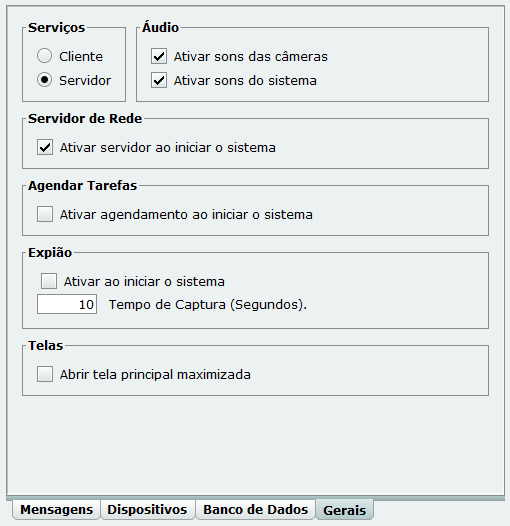 Serviços
Cliente
Servidor
Áudio
Ativar sons das câmeras
Ativar sons do sistema
Servidor de Rede
Ativar servidor ao iniciar o sistema
Agendar Tarefas
Ativar agendamento ao iniciar o sistema
Expião
Ativar ao iniciar o sistema
10 Tempo de Captura (Segundos).
Telas
Abrir tela principal maximizada
Mensagens Dispositivos Banco de Dados Gerais